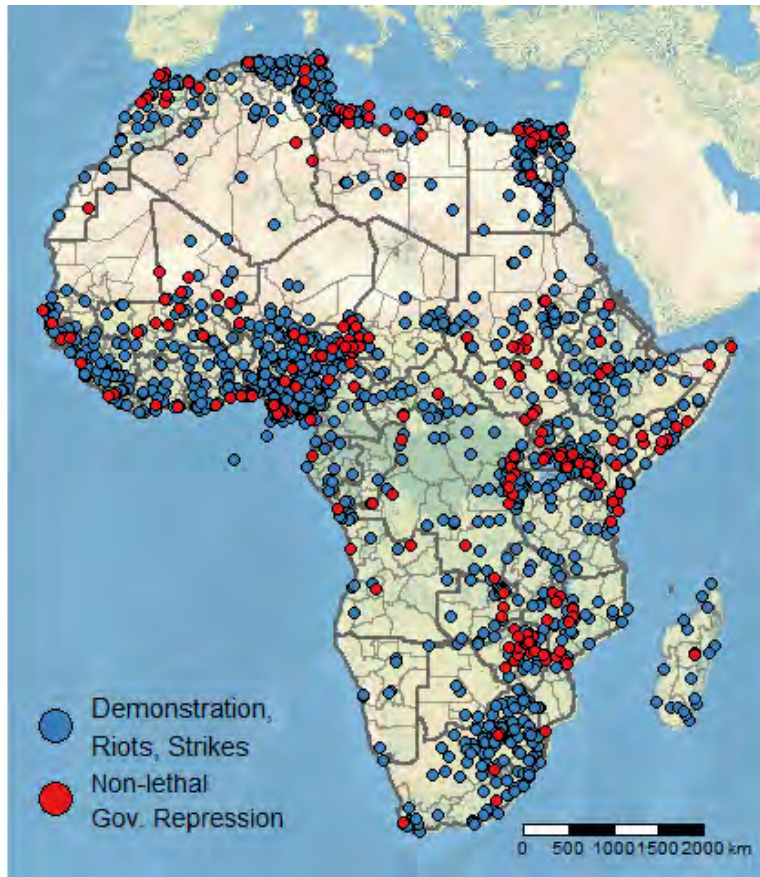 Demonstration,
Riots, Strikes
Non-lethal
Gov. Repression
0 500 1000 1500 2000 km